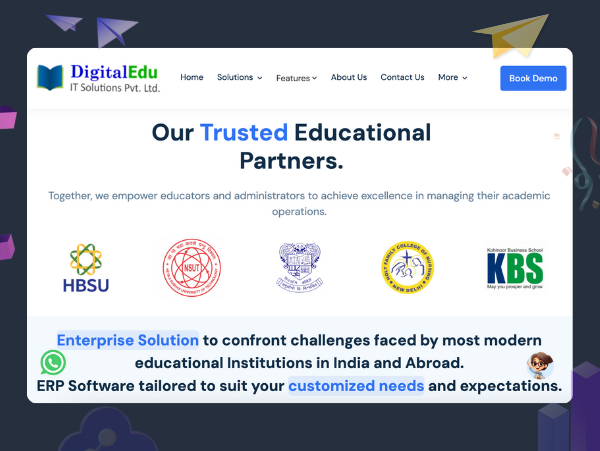 DigitalEdu
IT Solutions Pvt. Ltd.
Home Solutions Features About Us Contact Us More Book Demo
Our Trusted Educational
Partners.
Together, we empower educators and administrators to achieve excellence in managing their academic
operations.
HBSU
NSUT
HOLY FAMILY COLLEGE OF NURSING
NEW DELHI
Kohinoor Business School
KBS
May you prosper and grow
Enterprise Solution to confront challenges faced by most modern
educational Institutions in India and Abroad.
ERP Software tailored to suit your customized needs and expectations.